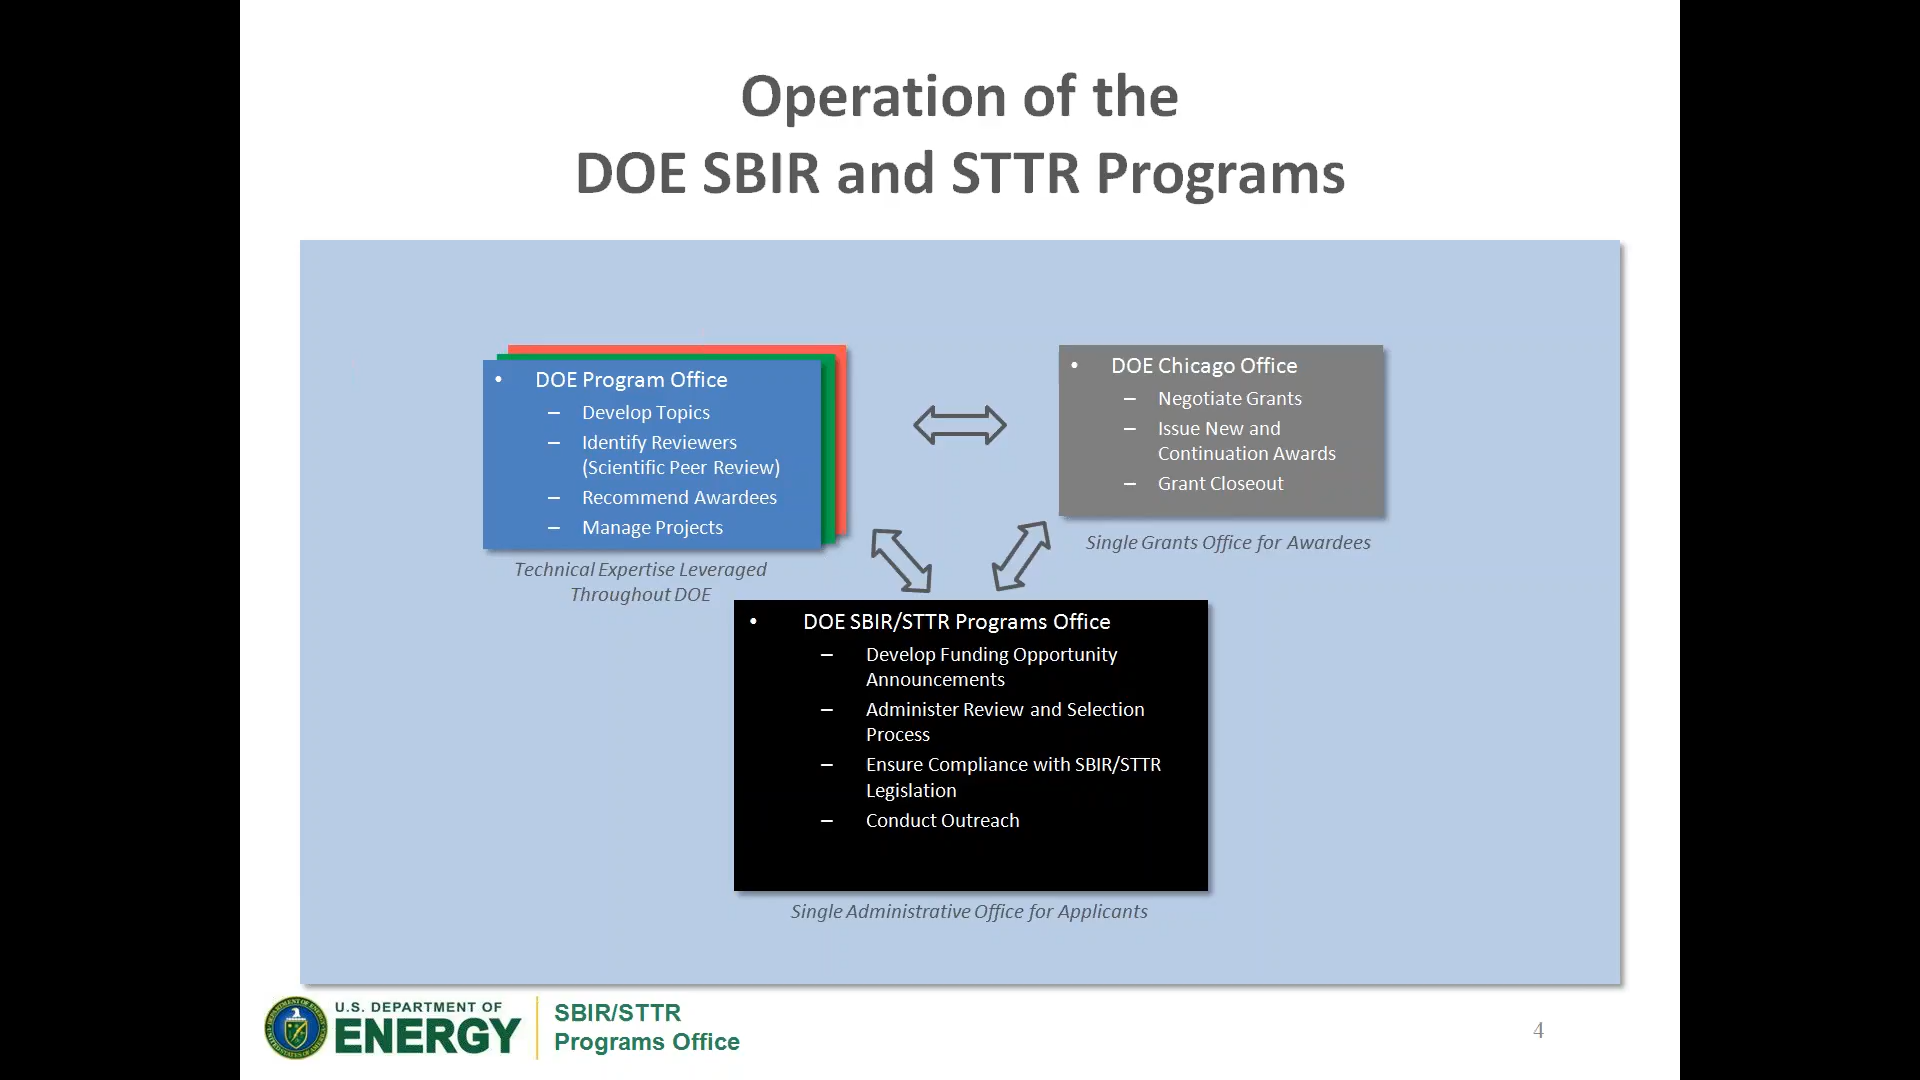 Operation of the
DOE SBIR and STTR Programs
• DOE Program Office
– Develop Topics
– Identify Reviewers
(Scientific Peer Review)
– Recommend Awardees
– Manage Projects
Technical Expertise Leveraged
Throughout DOE
• DOE Chicago Office
– Negotiate Grants
– Issue New and
Continuation Awards
– Grant Closeout
Single Grants Office for Awardees
• DOE SBIR/STTR Programs Office
– Develop Funding Opportunity
Announcements
– Administer Review and Selection
Process
– Ensure Compliance with SBIR/STTR
Legislation
– Conduct Outreach
Single Administrative Office for Applicants
U.S. DEPARTMENT OF
ENERGY
SBIR/STTR
Programs Office
4